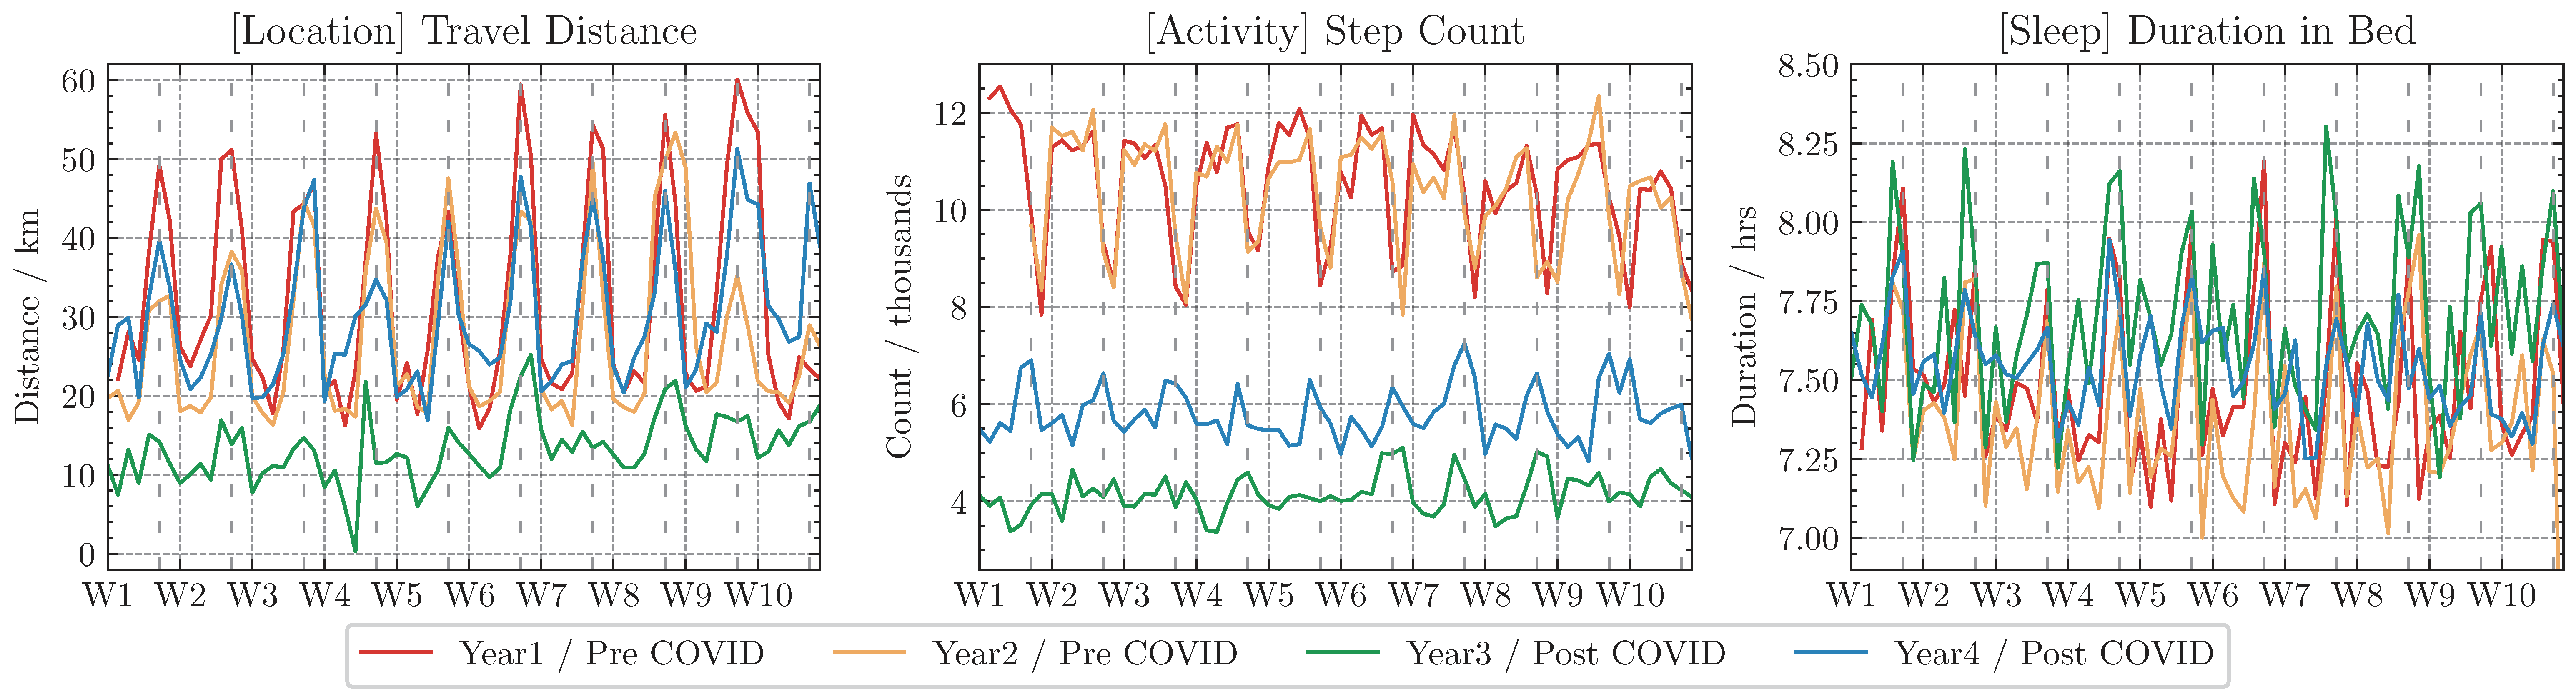 [Location] Travel Distance
Distance / km
60
50
40
30
20
10
0
W1 W2 W3 W4 W5 W6 W7 W8 W9 W10
[Activity] Step Count
Count / thousands
12
10
8
6
4
W1 W2 W3 W4 W5 W6 W7 W8 W9 W10
[Sleep] Duration in Bed
Duration / hrs
8.50
8.25
8.00
7.75
7.50
7.25
7.00
W1 W2 W3 W4 W5 W6 W7 W8 W9 W10
Year1 / Pre COVID Year2 / Pre COVID Year3 / Post COVID Year4 / Post COVID